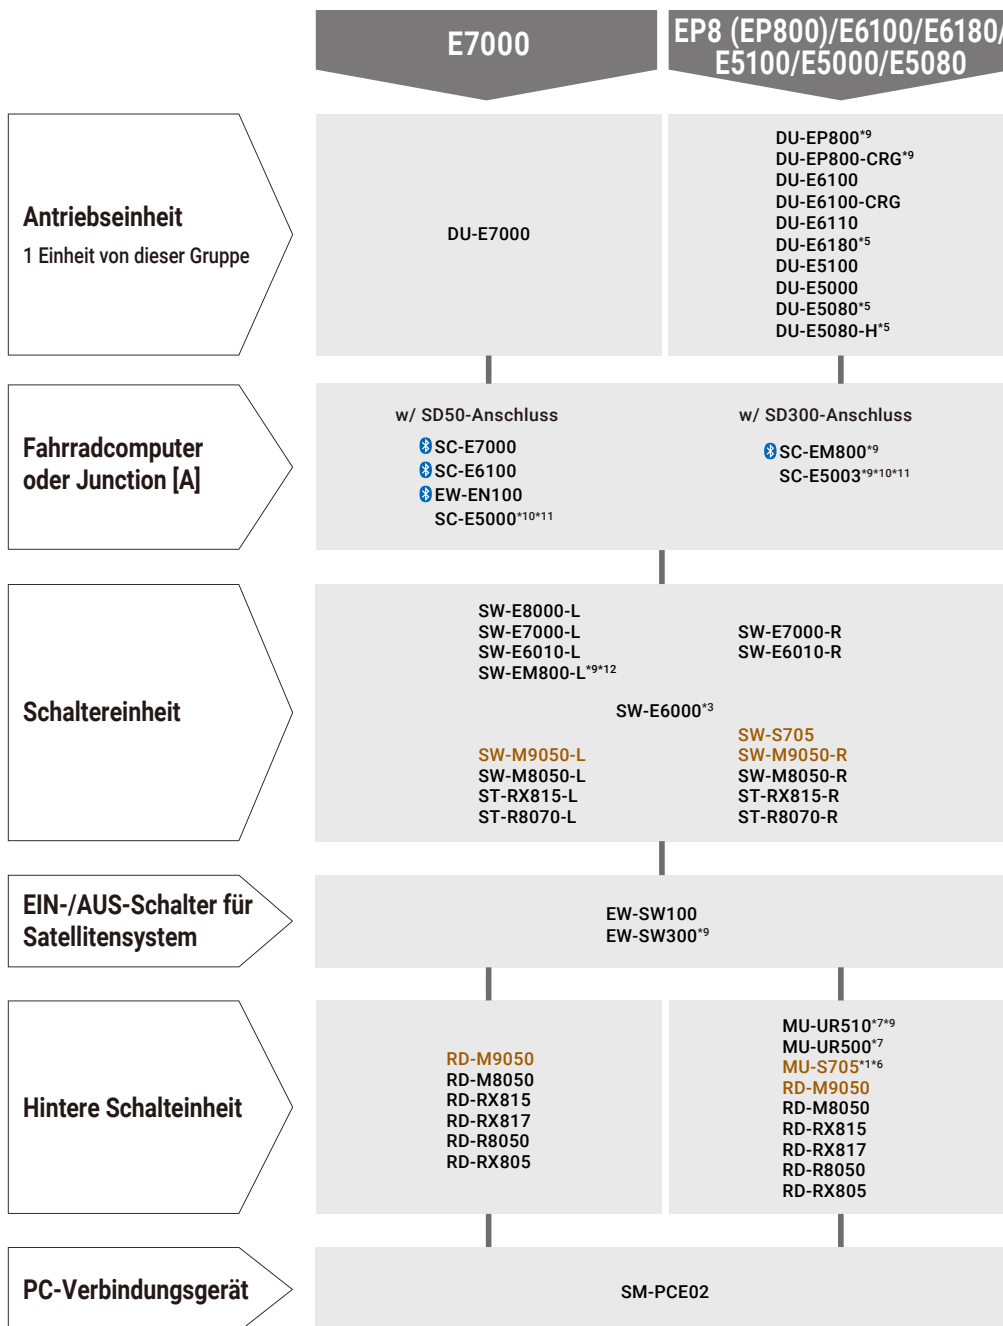 E7000
EP8 (EP800)/E6100/E6180/
E5100/E5000/E5080
Antriebseinheit
1 Einheit von dieser Gruppe
DU-E7000
DU-EP800*9
DU-EP800-CRG*9
DU-E6100
DU-E6100-CRG
DU-E6110
DU-E6180*5
DU-E5100
DU-E5000
DU-E5080*5
DU-E5080-H*5
Fahrradcomputer
oder Junction [A]
w/ SD50-Anschluss
SC-E7000
SC-E6100
EW-EN100
SC-E5000*10*11
w/ SD300-Anschluss
SC-EM800*9
SC-E5003*9*10*11
Schaltereinheit
SW-E8000-L
SW-E7000-L
SW-E6010-L
SW-EM800-L*9*12
SW-E7000-R
SW-E6010-R
SW-E6000*3
SW-M9050-L
SW-M8050-L
ST-RX815-L
ST-R8070-L
SW-S705
SW-M9050-R
SW-M8050-R
ST-RX815-R
ST-R8070-R
EIN-/AUS-Schalter für
Satellitensystem
EW-SW100
EW-SW300*9
Hintere Schalteinheit
RD-M9050
RD-M8050
RD-RX815
RD-RX817
RD-R8050
RD-RX805
MU-UR510*7*9
MU-UR500*7
MU-S705*1*6
RD-M9050
RD-M8050
RD-RX815
RD-RX817
RD-R8050
RD-RX805
PC-Verbindungsgerät
SM-PCE02